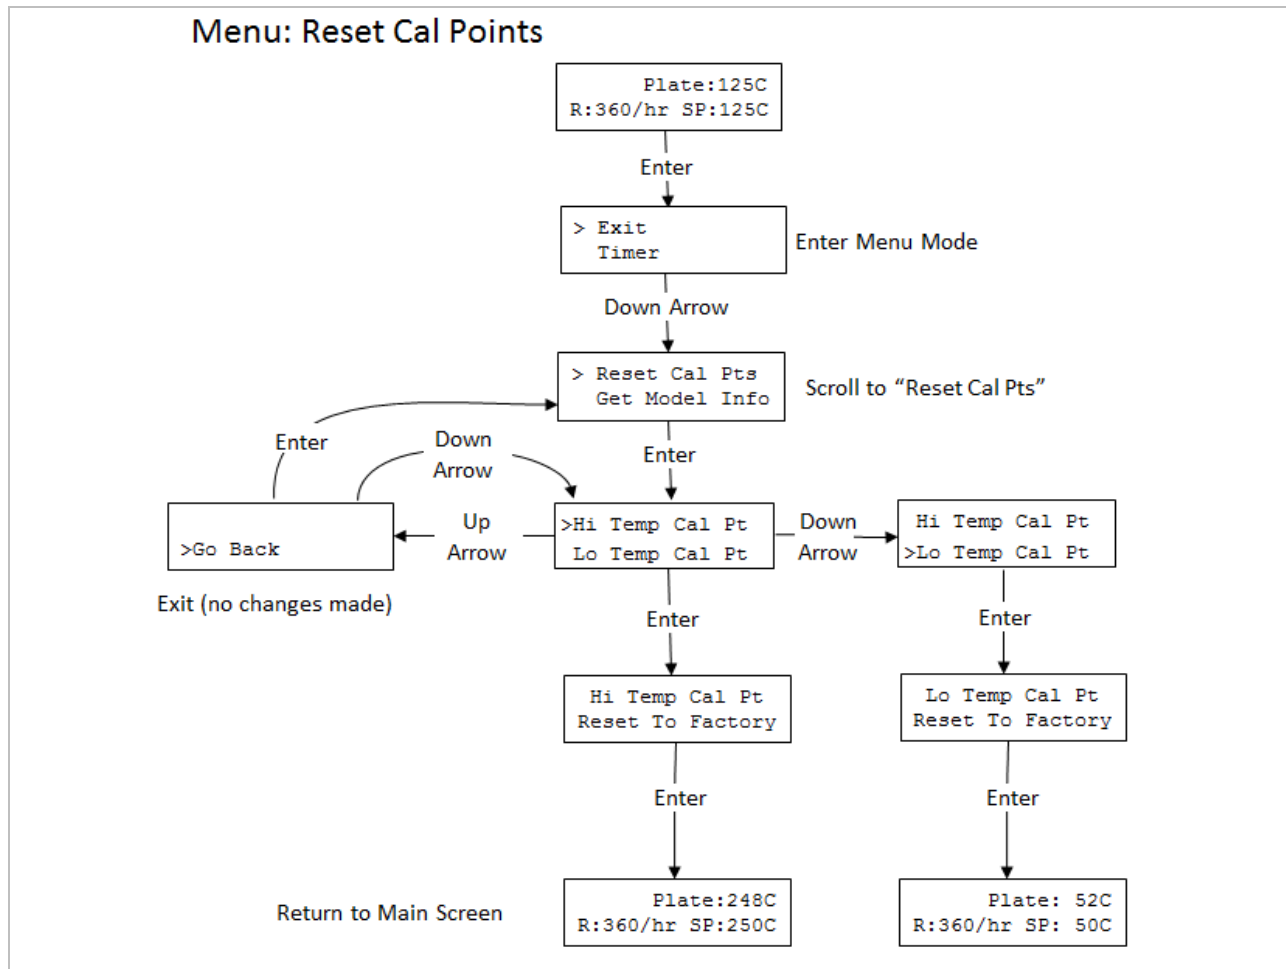 Menu: Reset Cal Points
Plate:125C
R:360/hr SP:125C
Enter
> Exit
Timer
Enter Menu Mode
Down Arrow
> Reset Cal Pts
Get Model Info
Scroll to “Reset Cal Pts”
Enter
Down
Arrow
Enter
>Go Back
Exit (no changes made)
Up
Arrow
>Hi Temp Cal Pt
Lo Temp Cal Pt
Down
Arrow
Hi Temp Cal Pt
>Lo Temp Cal Pt
Enter
Enter
Hi Temp Cal Pt
Reset To Factory
Lo Temp Cal Pt
Reset To Factory
Enter
Enter
Return to Main Screen
Plate:248C
R:360/hr SP:250C
Plate: 52C
R:360/hr SP: 50C